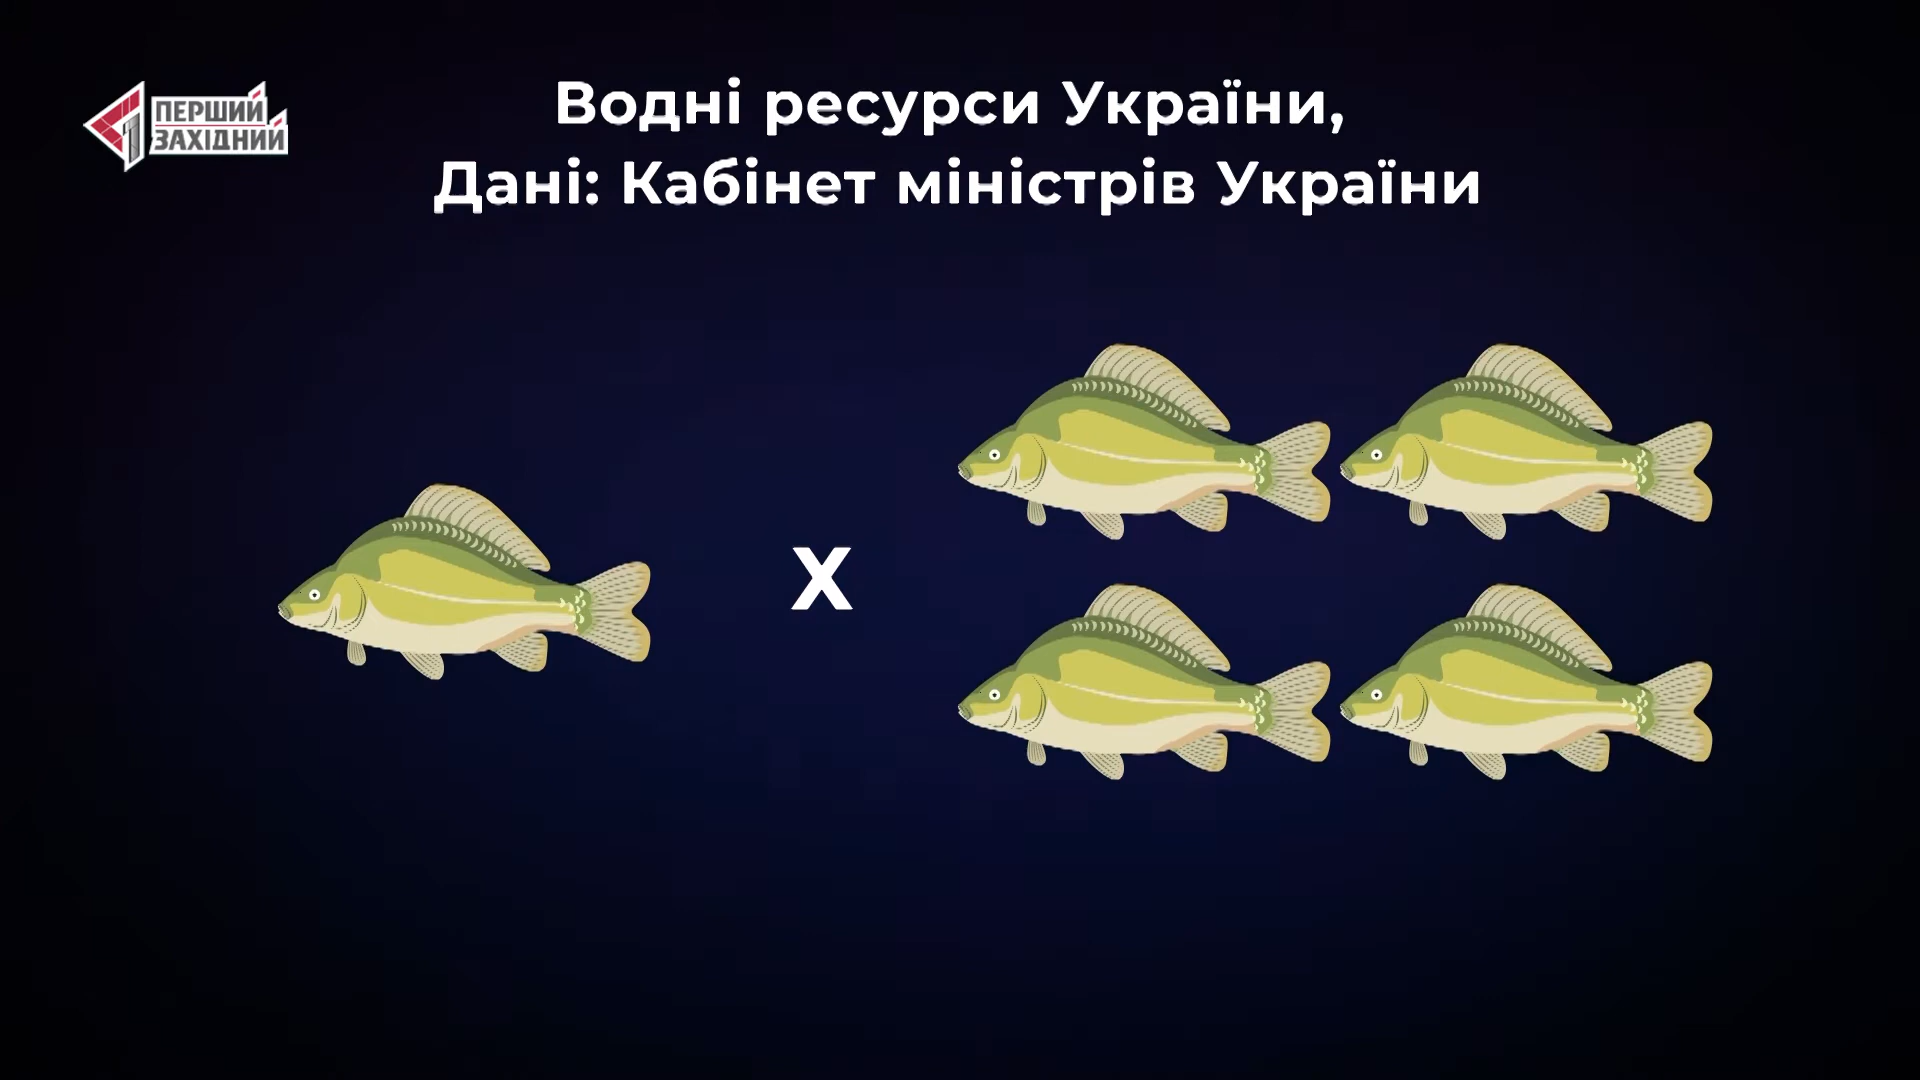 ПЕРШИЙ
ЗАХІДНИЙ
Водні ресурси України,
Дані: Кабінет міністрів України
X